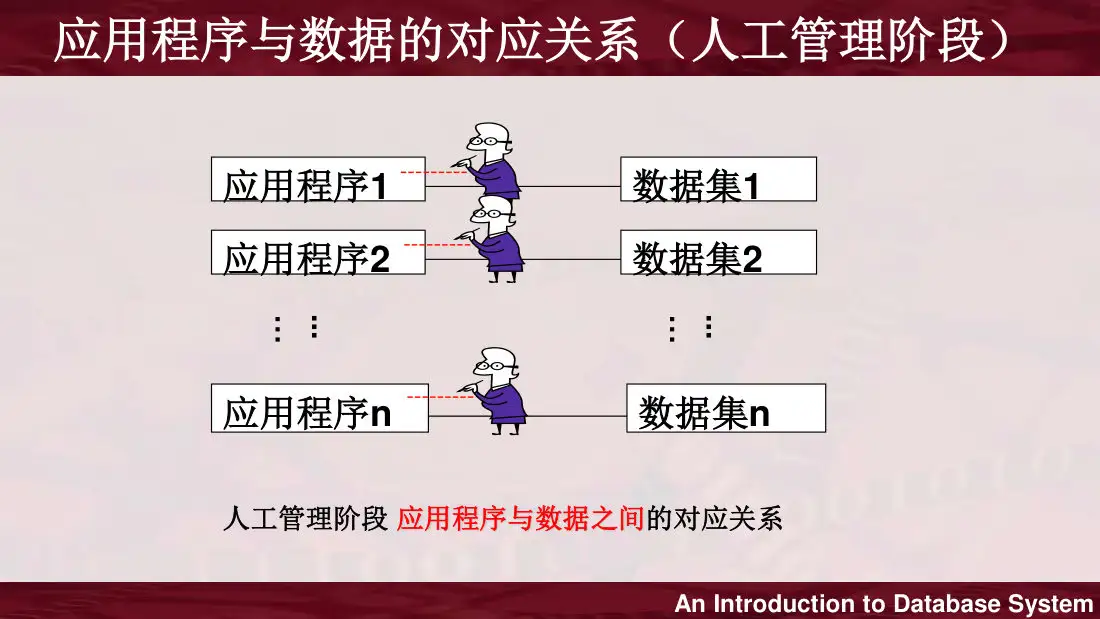 应用程序与数据的对应关系（人工管理阶段）
应用程序1 数据集1
应用程序2 数据集2
⋮ ⋮ ⋮ ⋮
应用程序n 数据集n
人工管理阶段 应用程序与数据之间的对应关系
An Introduction to Database System